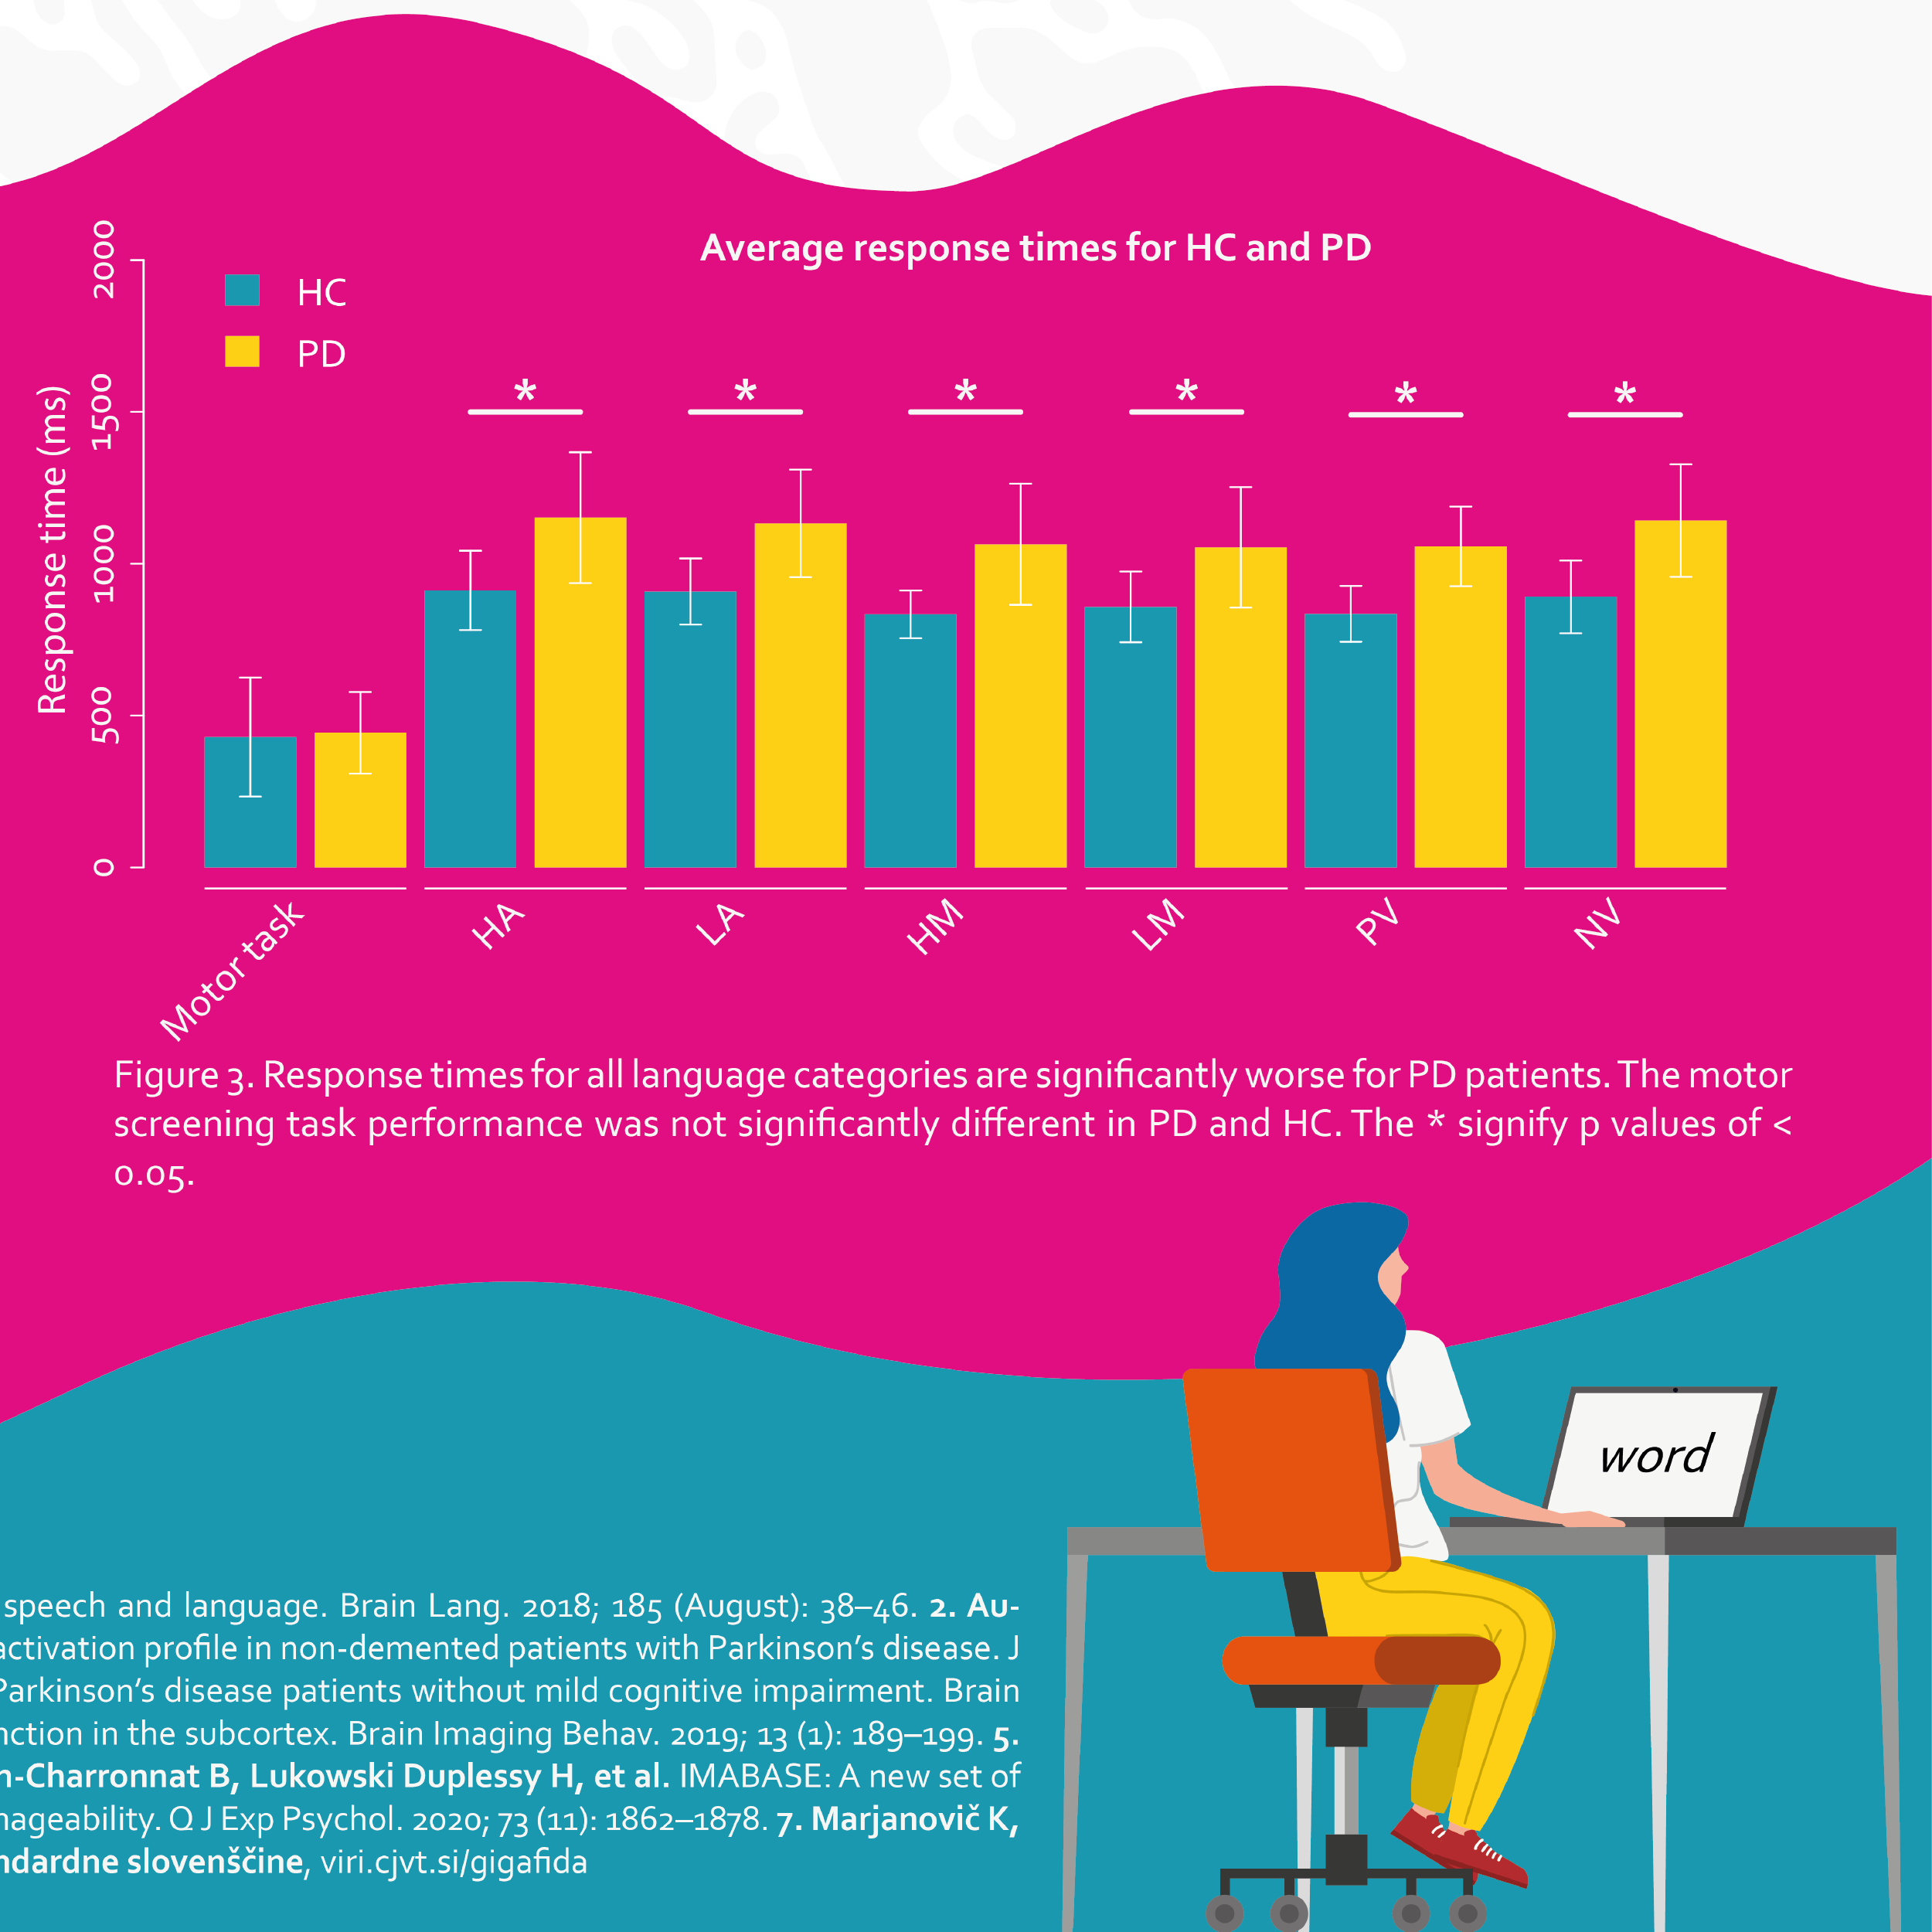 Average response times for HC and PD
HC
PD
Response time (ms)
2000
1500
1000
500
0
*
*
*
*
*
*
Motor task
HA
LA
HM
LM
PV
NV
Figure 3. Response times for all language categories are significantly worse for PD patients. The motor
screening task performance was not significantly different in PD and HC. The * signify p values of <
0.05.
word
speech and language. Brain Lang. 2018; 185 (August): 38–46. 2. Au-
activation profile in non-demented patients with Parkinson's disease. J
Parkinson's disease patients without mild cognitive impairment. Brain
in the subcortex. Brain Imaging Behav. 2019; 13 (1): 189–199. 5.
n-Charronnat B, Lukowski Duplessy H, et al. IMABASE: A new set of
Q J Exp Psychol. 2020; 73 (11): 1862–1878. 7. Marjanovič K,
slovenščine, viri.cjvt.si/gigafida